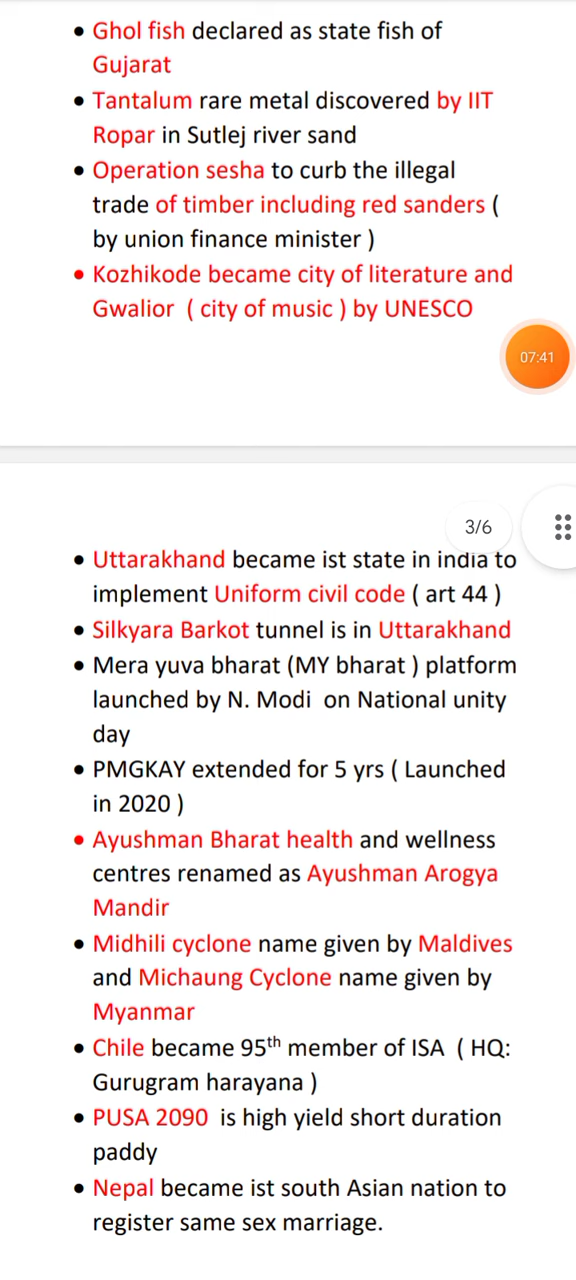 • Ghol fish declared as state fish of
Gujarat
• Tantalum rare metal discovered by IIT
Ropar in Sutlej river sand
• Operation sesha to curb the illegal
trade of timber including red sanders (
by union finance minister )
• Kozhikode became city of literature and
Gwalior ( city of music ) by UNESCO
07:41
3/6
• Uttarakhand became ist state in india to
implement Uniform civil code ( art 44 )
• Silkyara Barkot tunnel is in Uttarakhand
• Mera yuva bharat (MY bharat ) platform
launched by N. Modi on National unity
day
• PMGKAY extended for 5 yrs ( Launched
in 2020 )
• Ayushman Bharat health and wellness
centres renamed as Ayushman Arogya
Mandir
• Midhili cyclone name given by Maldives
and Michaung Cyclone name given by
Myanmar
• Chile became 95th member of ISA ( HQ:
Gurugram harayana )
• PUSA 2090 is high yield short duration
paddy
• Nepal became ist south Asian nation to
register same sex marriage.